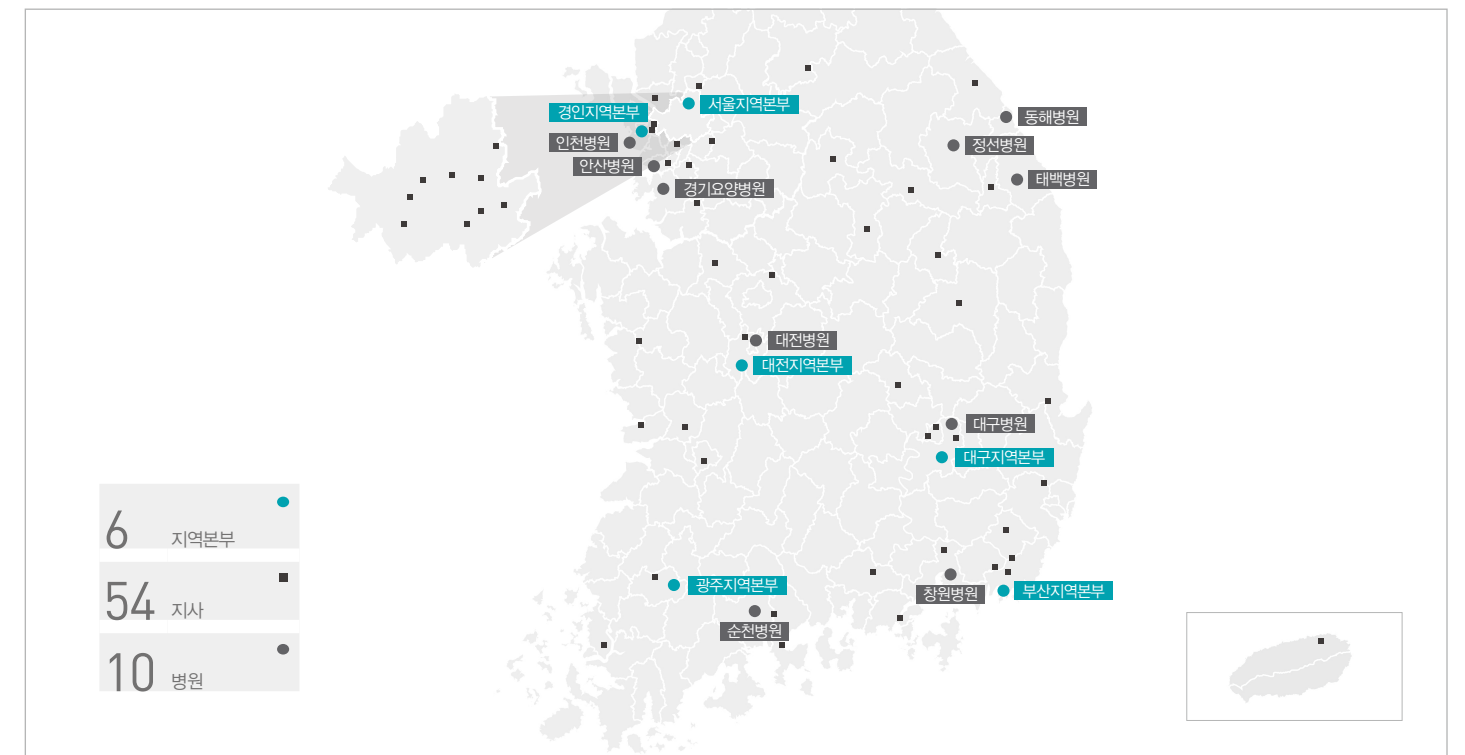 서울지역본부
경인지역본부
동해병원
인천병원
정선병원
안산병원
태백병원
경기요양병원
대전병원
대전지역본부
대구병원
대구지역본부
6 지역본부
54 지사
10 병원
광주지역본부
창원병원
부산지역본부
순천병원